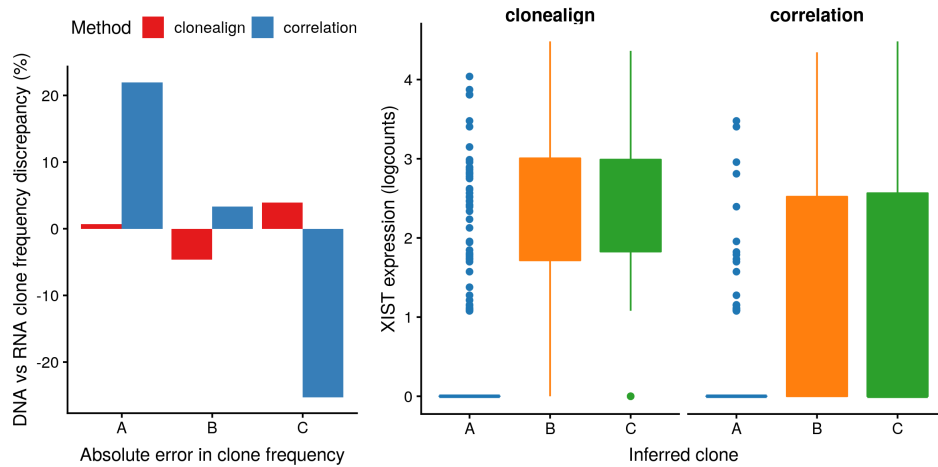 Method clonealign correlation
DNA vs RNA clone frequency discrepancy (%)
20
10
0
-10
-20
A B C
Absolute error in clone frequency
clonealign correlation
XIST expression (logcounts)
4
3
2
1
0
A B C A B C
Inferred clone